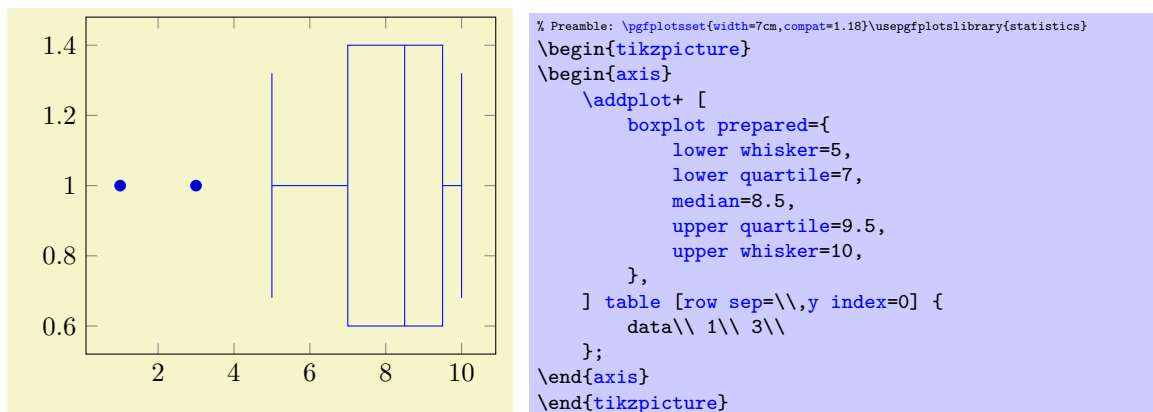 1.4
1.2
1
0.8
0.6
2 4 6 8 10
% Preamble: \pgfplotsset{width=7cm,compat=1.18}\usepgfplotslibrary{statistics}
\begin{tikzpicture}
\begin{axis}
    \addplot+ [
        boxplot prepared={
            lower whisker=5,
            lower quartile=7,
            median=8.5,
            upper quartile=9.5,
            upper whisker=10,
        },
    ] table [row sep=\\,y index=0] {
        data\\ 1\\ 3\\
    };
\end{axis}
\end{tikzpicture}